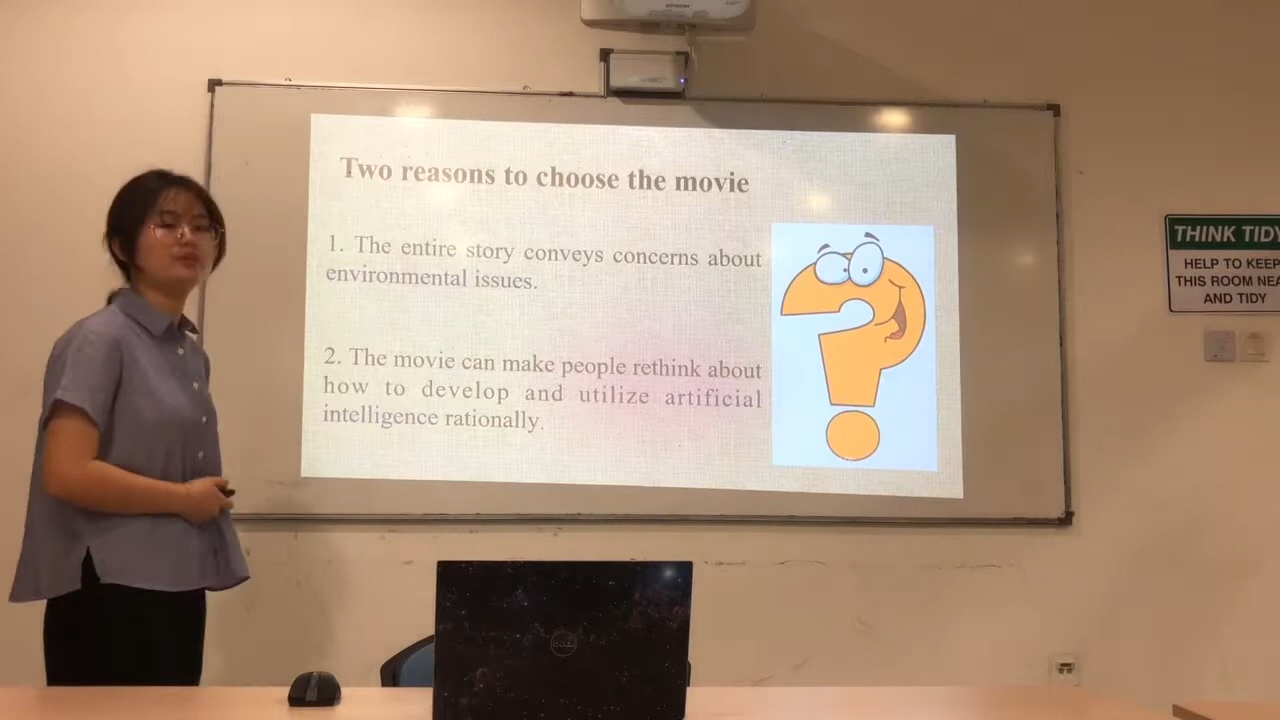 EPSON
Two reasons to choose the movie
1. The entire story conveys concerns about
environmental issues.
2. The movie can make people rethink about
how to develop and utilize artificial
intelligence rationally.
THINK TIDY
HELP TO KEEP
THIS ROOM NEA
AND TIDY
DELL